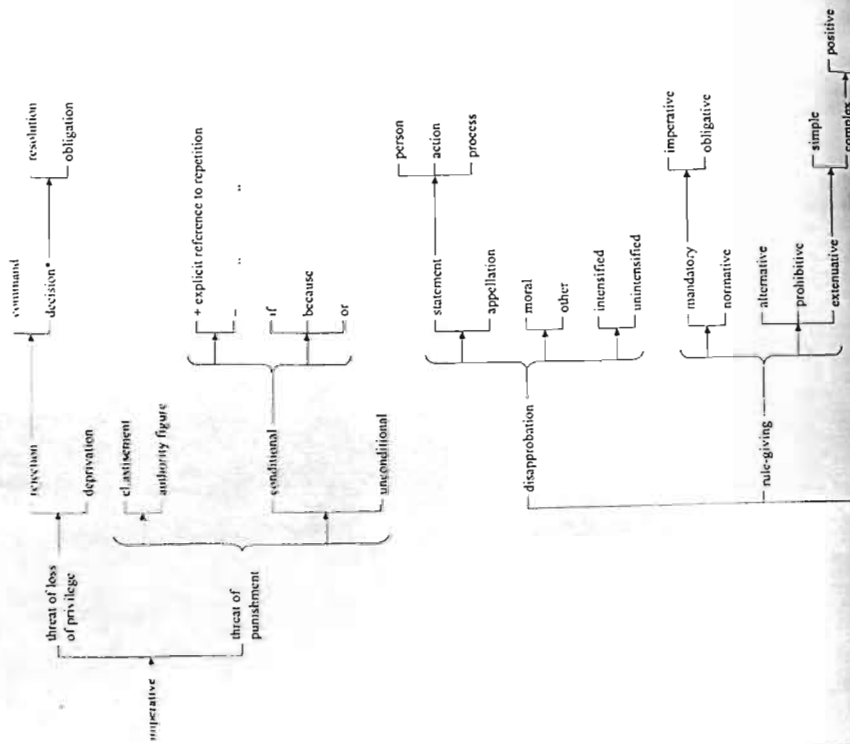 command
resolution
decision*
obligation
rejection
deprivation
threat of loss
of privilege
chastisement
authority figure
+ explicit reference to repetition
– " "
if
because
or
conditional
unconditional
threat of
punishment
imperative
person
action
process
statement
appellation
moral
other
intensified
unintensified
disapprobation
imperative
obligative
mandatory
normative
alternative
prohibitive
extenuative
simple
complex
positive
rule-giving